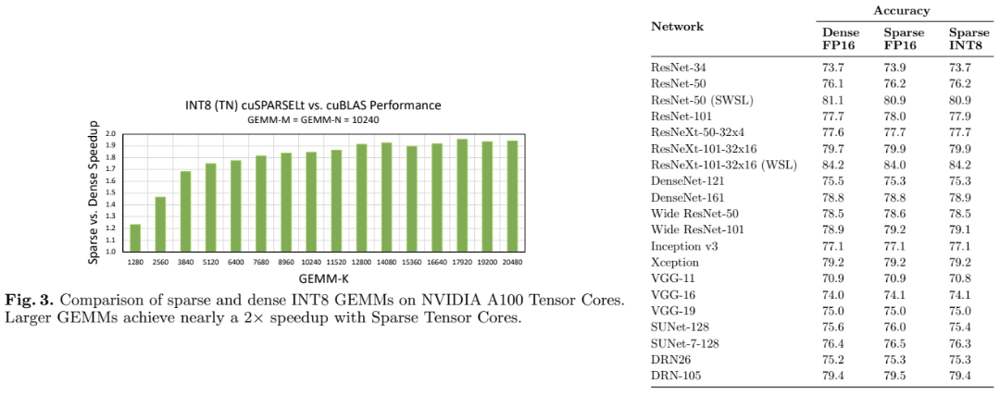 INT8 (TN) cuSPARSELt vs. cuBLAS Performance
GEMM-M = GEMM-N = 10240
Sparse vs. Dense Speedup
2.0
1.9
1.8
1.7
1.6
1.5
1.4
1.3
1.2
1.1
1.0
1280 2560 3840 5120 6400 7680 8960 10240 11520 12800 14080 15360 16640 17920 19200 20480
GEMM-K
Fig. 3. Comparison of sparse and dense INT8 GEMMs on NVIDIA A100 Tensor Cores.
Larger GEMMs achieve nearly a 2× speedup with Sparse Tensor Cores.
Accuracy
Network
Dense Sparse Sparse
FP16 FP16 INT8
ResNet-34 73.7 73.9 73.7
ResNet-50 76.1 76.2 76.2
ResNet-50 (SWSL) 81.1 80.9 80.9
ResNet-101 77.7 78.0 77.9
ResNeXt-50-32x4 77.6 77.7 77.7
ResNeXt-101-32x16 79.7 79.9 79.9
ResNeXt-101-32x16 (WSL) 84.2 84.0 84.2
DenseNet-121 75.5 75.3 75.3
DenseNet-161 78.8 78.8 78.9
Wide ResNet-50 78.5 78.6 78.5
Wide ResNet-101 78.9 79.2 79.1
Inception v3 77.1 77.1 77.1
Xception 79.2 79.2 79.2
VGG-11 70.9 70.9 70.8
VGG-16 74.0 74.1 74.1
VGG-19 75.0 75.0 75.0
SUNet-128 75.6 76.0 75.4
SUNet-7-128 76.4 76.5 76.3
DRN26 75.2 75.3 75.3
DRN-105 79.4 79.5 79.4